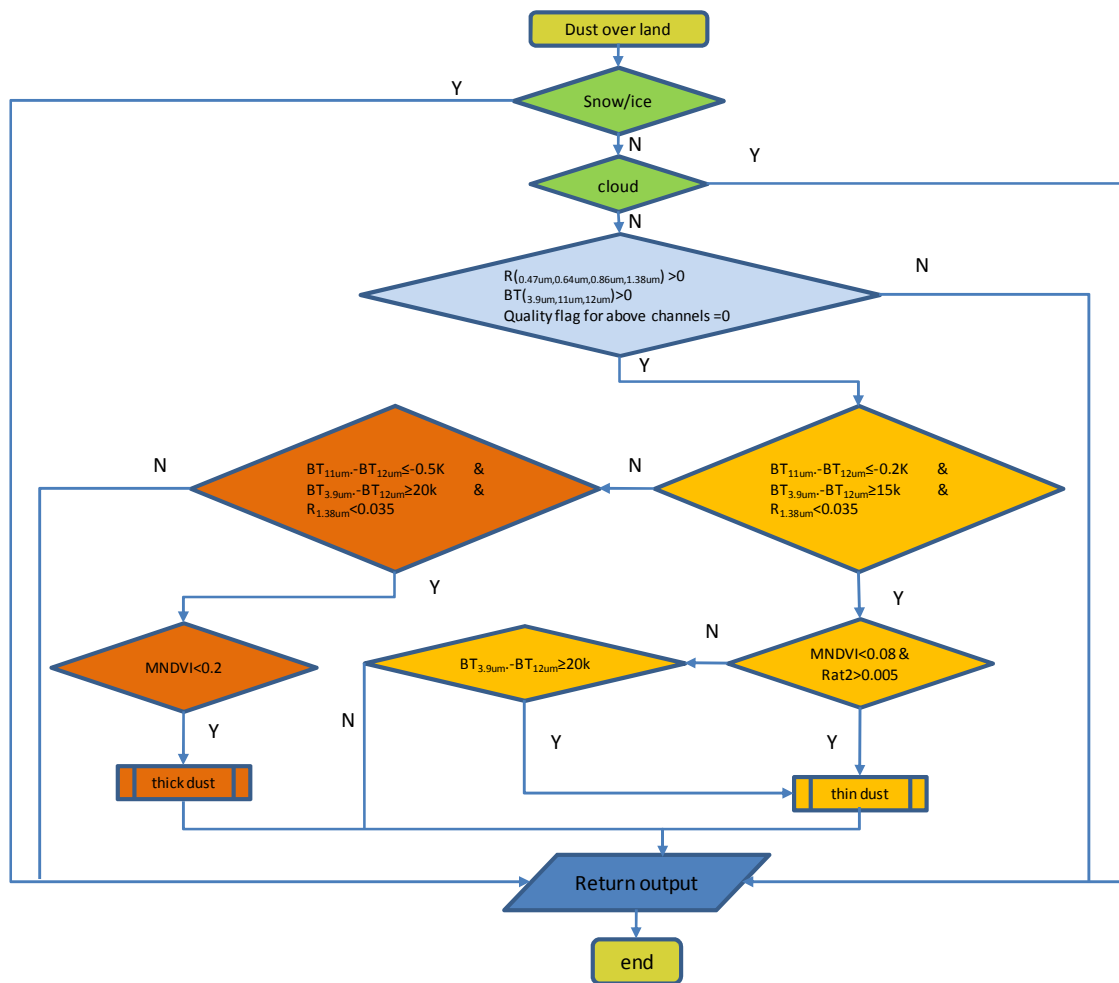 Dust over land
Y
Snow/ice
N
Y
cloud
N
R(0.47um,0.64um,0.86um,1.38um) >0
BT(3.9um,11um,12um)>0
Quality flag for above channels =0
N
Y
N
BT11um.-BT12um≤-0.5K &
BT3.9um.-BT12um≥20k &
R1.38um<0.035
N
BT11um.-BT12um≤-0.2K &
BT3.9um.-BT12um≥15k &
R1.38um<0.035
Y
Y
MNDVI<0.2
BT3.9um.-BT12um≥20k
N
MNDVI<0.08 &
Rat2>0.005
Y
N
Y
Y
thick dust
thin dust
Return output
end